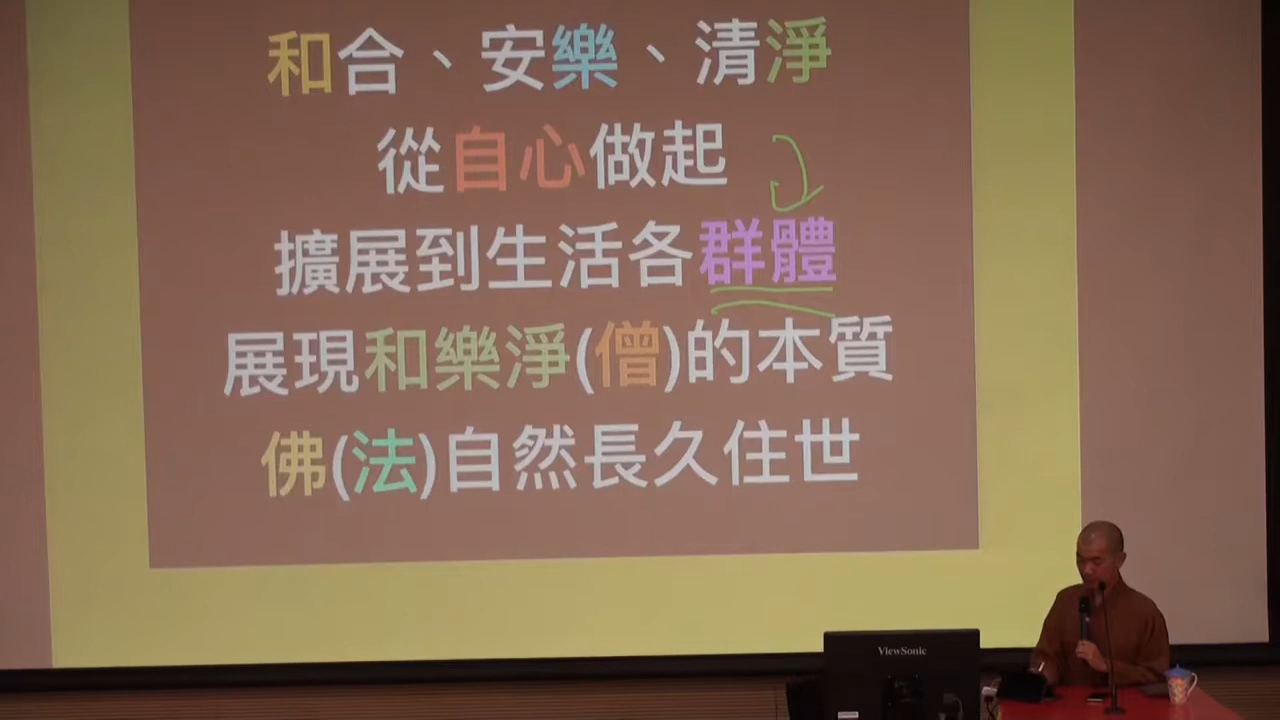 和合、安樂、清淨
從自心做起
擴展到生活各群體
展現和樂淨(僧)的本質
佛(法)自然長久住世
ViewSonic